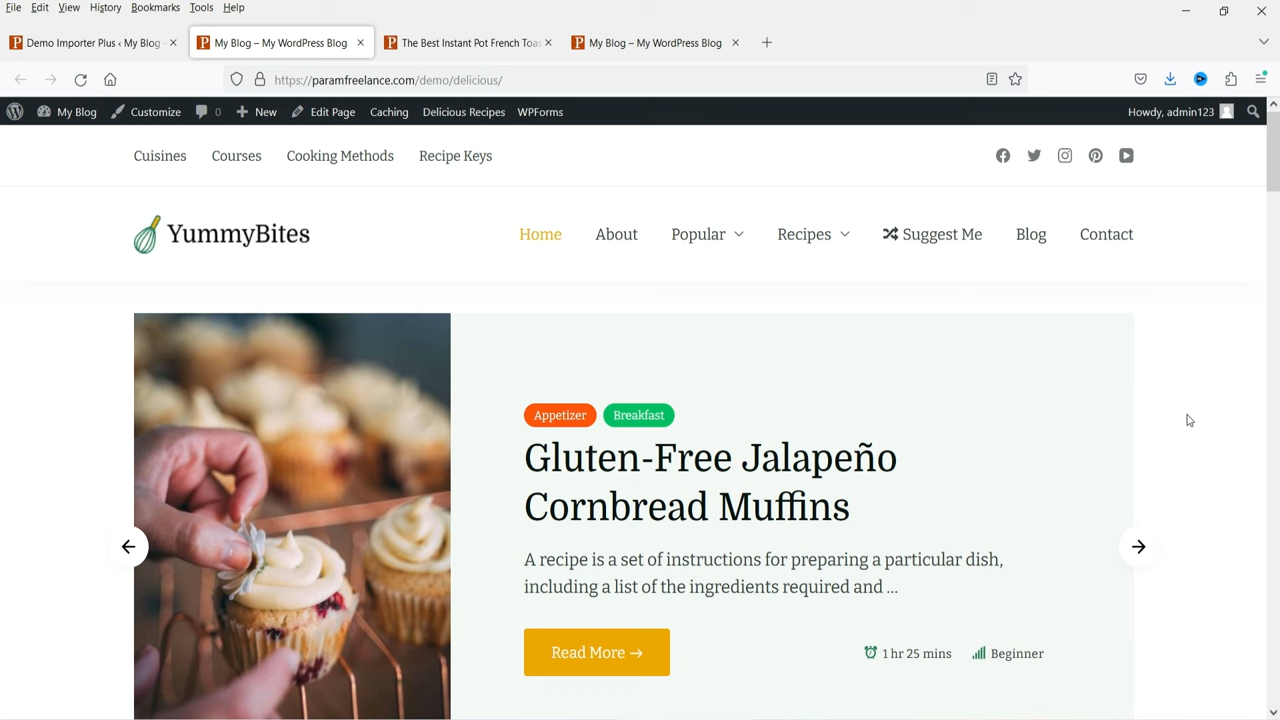 File Edit View History Bookmarks Tools Help
Demo Importer Plus ‹ My Blog - My Blog – My WordPress Blog The Best Instant Pot French Toas My Blog – My WordPress Blog
https://paramfreelance.com/demo/delicious/
My Blog Customize 0 New Edit Page Caching Delicious Recipes WPForms Howdy, admin123
Cuisines Courses Cooking Methods Recipe Keys
YummyBites Home About Popular Recipes Suggest Me Blog Contact
Appetizer Breakfast
Gluten-Free Jalapeño
Cornbread Muffins
A recipe is a set of instructions for preparing a particular dish,
including a list of the ingredients required and ...
Read More → 1 hr 25 mins Beginner